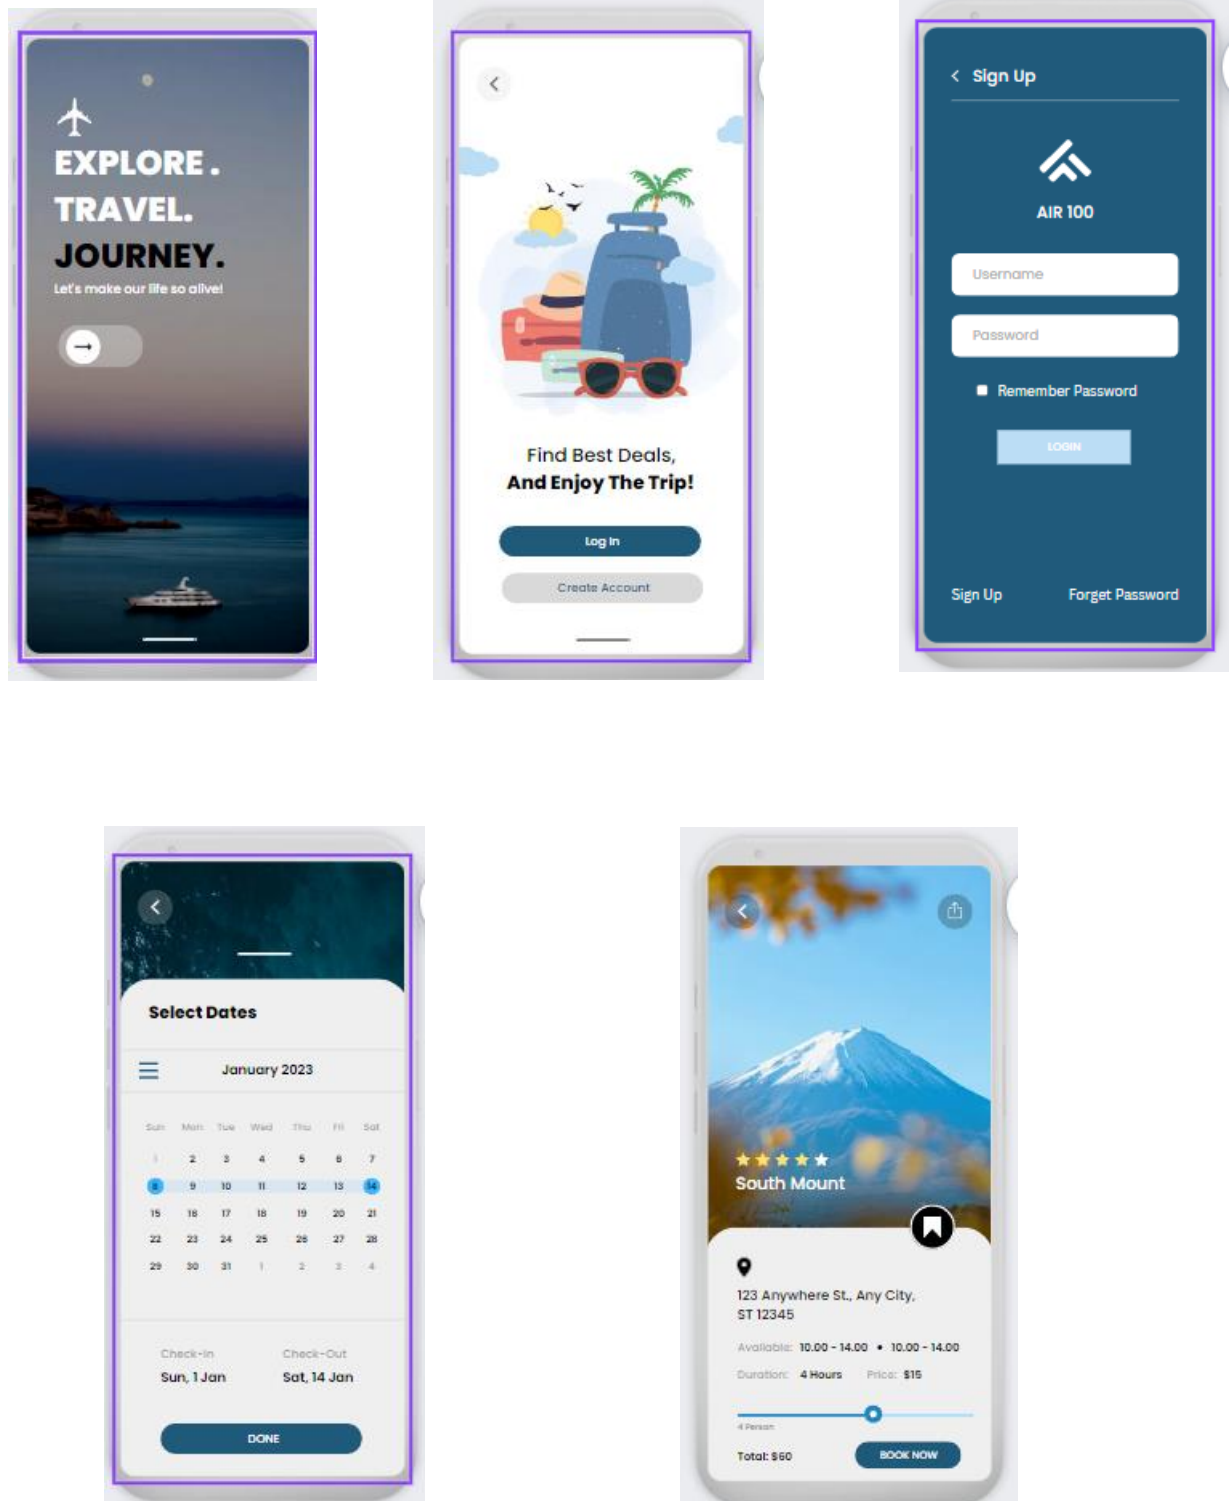 EXPLORE .
TRAVEL.
JOURNEY.
Let's make our life so alive!
Find Best Deals,
And Enjoy The Trip!
Log In
Create Account
Sign Up
AIR 100
Username
Password
Remember Password
LOGIN
Sign Up Forget Password
Select Dates
January 2023
Sun Mon Tue Wed Thu Fri Sat
1 2 3 4 5 6 7
8 9 10 11 12 13 14
15 16 17 18 19 20 21
22 23 24 25 26 27 28
29 30 31 1 2 3 4
Check-In Check-Out
Sun, 1 Jan Sat, 14 Jan
DONE
South Mount
123 Anywhere St., Any City,
ST 12345
Available: 10.00 - 14.00 • 10.00 - 14.00
Duration: 4 Hours Price: $15
4 Person
Total: $60 BOOK NOW